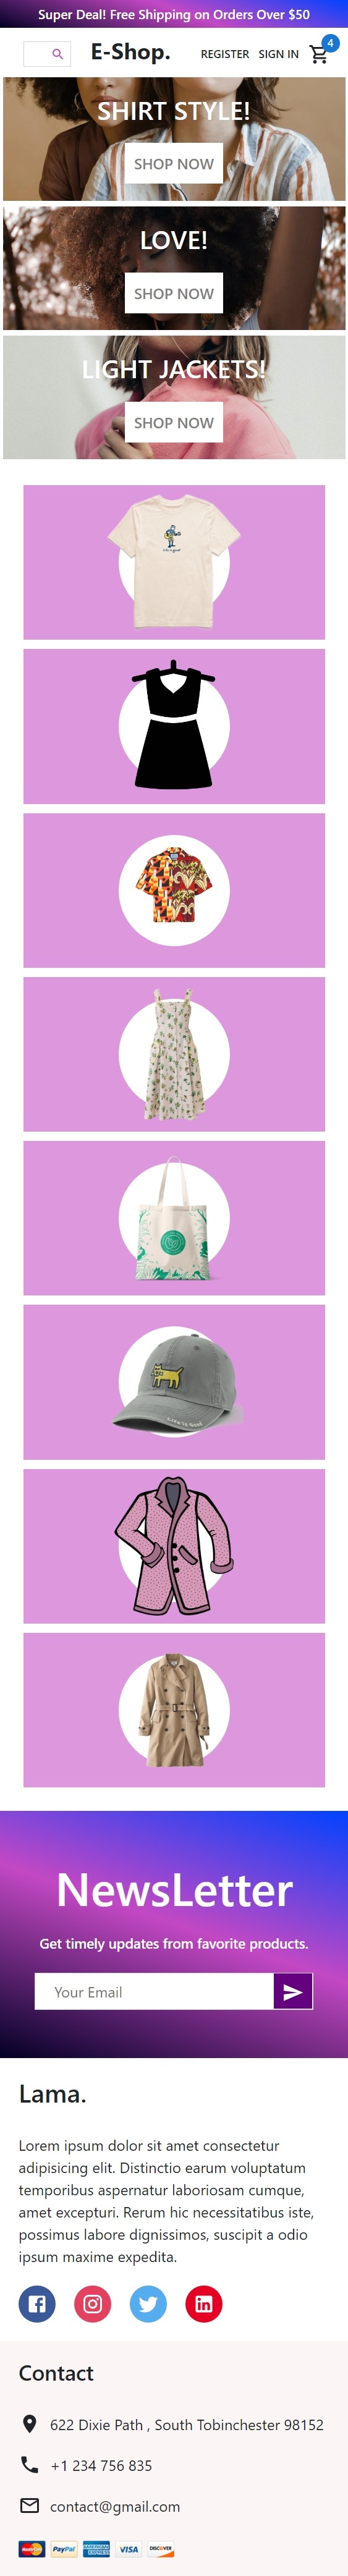 Super Deal! Free Shipping on Orders Over $50
E-Shop.
REGISTER SIGN IN
4
SHIRT STYLE!
SHOP NOW
LOVE!
SHOP NOW
LIGHT JACKETS!
SHOP NOW
NewsLetter
Get timely updates from favorite products.
Your Email
Lama.
Lorem ipsum dolor sit amet consectetur
adipisicing elit. Distinctio earum voluptatum
temporibus aspernatur laboriosam cumque,
amet excepturi. Rerum hic necessitatibus iste,
possimus labore dignissimos, suscipit a odio
ipsum maxime expedita.
Contact
622 Dixie Path , South Tobinchester 98152
+1 234 756 835
contact@gmail.com
MasterCard PayPal AMERICAN EXPRESS VISA DISCOVER